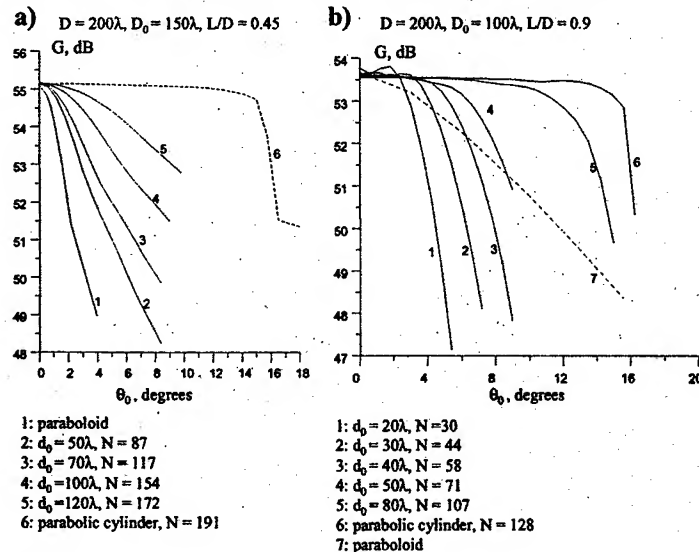 a) D = 200λ, D₀ = 150λ, L/D = 0.45
G, dB
56
55
54
53
52
51
50
49
48
0 2 4 6 8 10 12 14 16 18
θ₀, degrees
1
2
3
4
5
6
1: paraboloid
2: d₀ = 50λ, N = 87
3: d₀ = 70λ, N = 117
4: d₀ = 100λ, N = 154
5: d₀ = 120λ, N = 172
6: parabolic cylinder, N = 191
b) D = 200λ, D₀ = 100λ, L/D = 0.9
G, dB
54
53
52
51
50
49
48
47
0 4 8 12 16 20
θ₀, degrees
1
2
3
4
5
6
7
1: d₀ = 20λ, N = 30
2: d₀ = 30λ, N = 44
3: d₀ = 40λ, N = 58
4: d₀ = 50λ, N = 71
5: d₀ = 80λ, N = 107
6: parabolic cylinder, N = 128
7: paraboloid